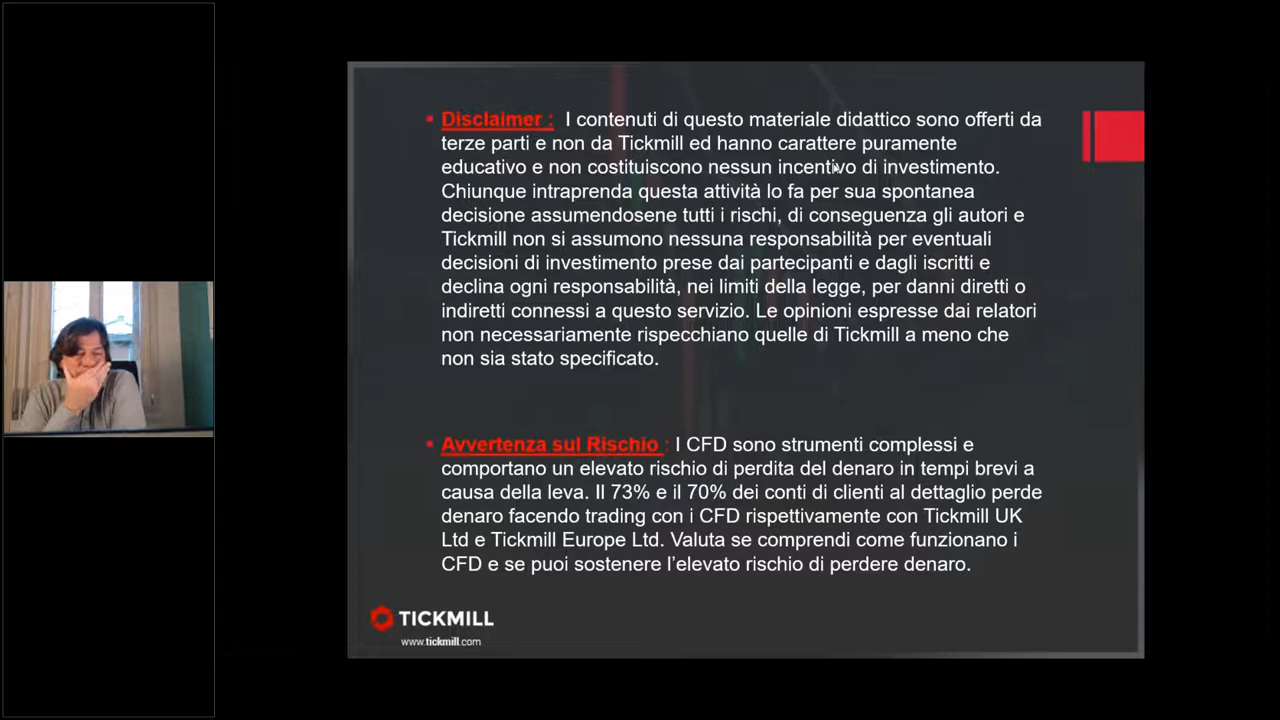 Disclaimer : I contenuti di questo materiale didattico sono offerti da
terze parti e non da Tickmill ed hanno carattere puramente
educativo e non costituiscono nessun incentivo di investimento.
Chiunque intraprenda questa attività lo fa per sua spontanea
decisione assumendosene tutti i rischi, di conseguenza gli autori e
Tickmill non si assumono nessuna responsabilità per eventuali
decisioni di investimento prese dai partecipanti e dagli iscritti e
declina ogni responsabilità, nei limiti della legge, per danni diretti o
indiretti connessi a questo servizio. Le opinioni espresse dai relatori
non necessariamente rispecchiano quelle di Tickmill a meno che
non sia stato specificato.
Avvertenza sul Rischio : I CFD sono strumenti complessi e
comportano un elevato rischio di perdita del denaro in tempi brevi a
causa della leva. Il 73% e il 70% dei conti di clienti al dettaglio perde
denaro facendo trading con i CFD rispettivamente con Tickmill UK
Ltd e Tickmill Europe Ltd. Valuta se comprendi come funzionano i
CFD e se puoi sostenere l’elevato rischio di perdere denaro.
TICKMILL
www.tickmill.com